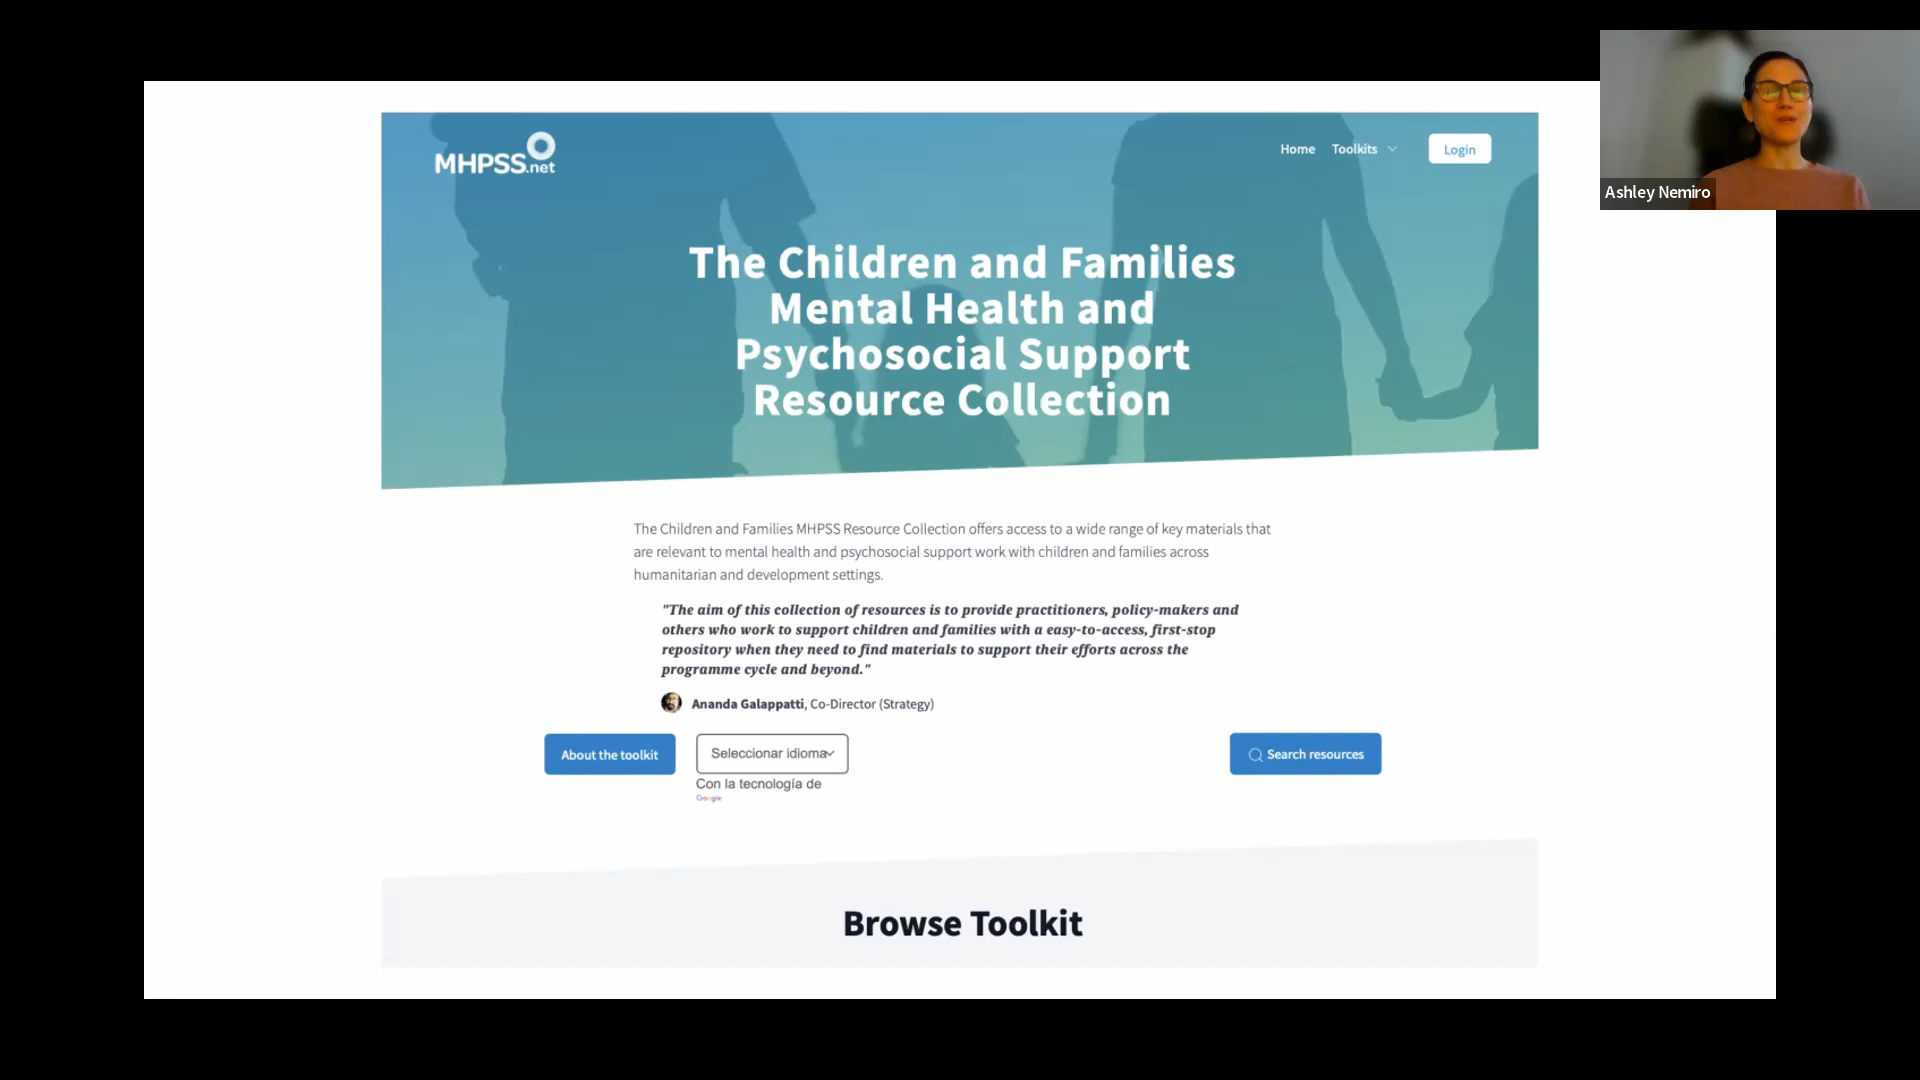 MHPSS.net
Home
Toolkits
Login
Ashley Nemiro
The Children and Families
Mental Health and
Psychosocial Support
Resource Collection
The Children and Families MHPSS Resource Collection offers access to a wide range of key materials that
are relevant to mental health and psychosocial support work with children and families across
humanitarian and development settings.
"The aim of this collection of resources is to provide practitioners, policy-makers and
others who work to support children and families with a easy-to-access, first-stop
repository when they need to find materials to support their efforts across the
programme cycle and beyond."
Ananda Galappatti, Co-Director (Strategy)
About the toolkit
Seleccionar idioma
Search resources
Con la tecnología de
Google
Browse Toolkit